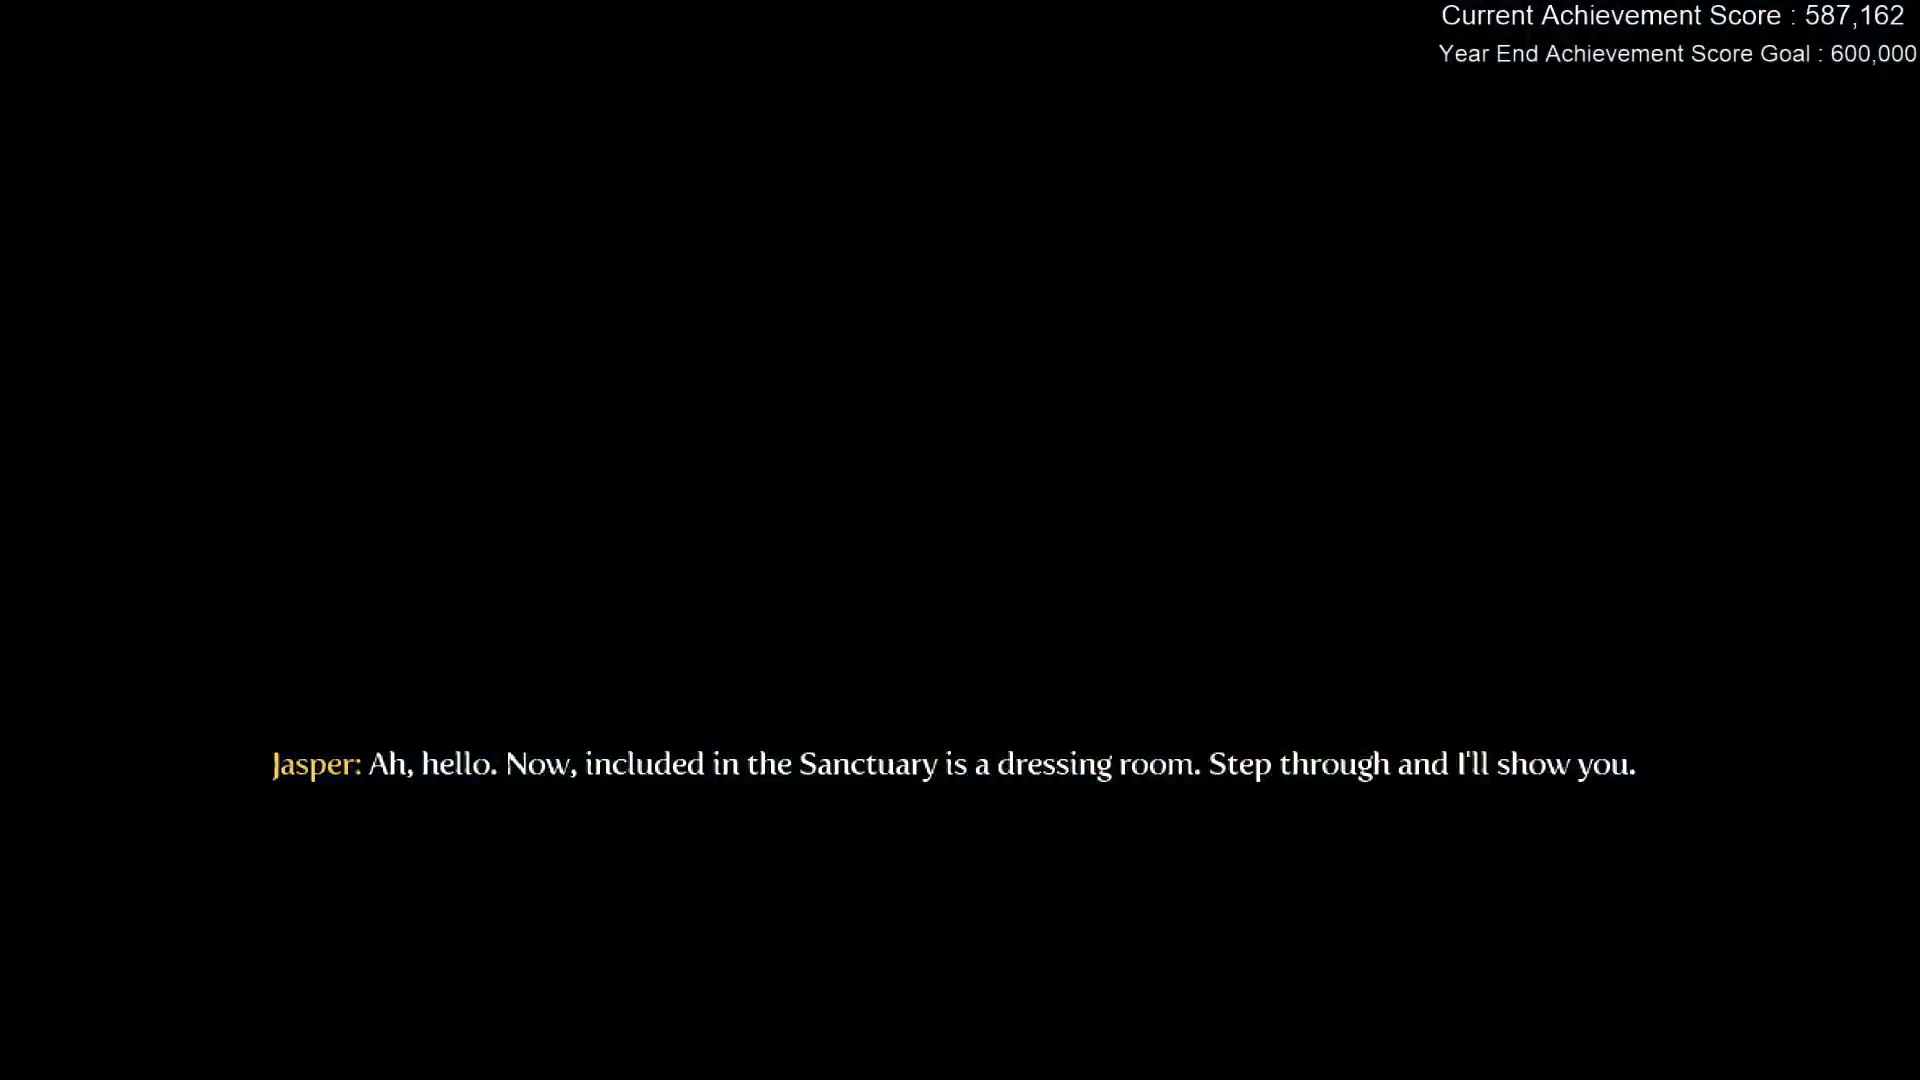 Current Achievement Score : 587,162
Year End Achievement Score Goal : 600,000
Jasper: Ah, hello. Now, included in the Sanctuary is a dressing room. Step through and I'll show you.